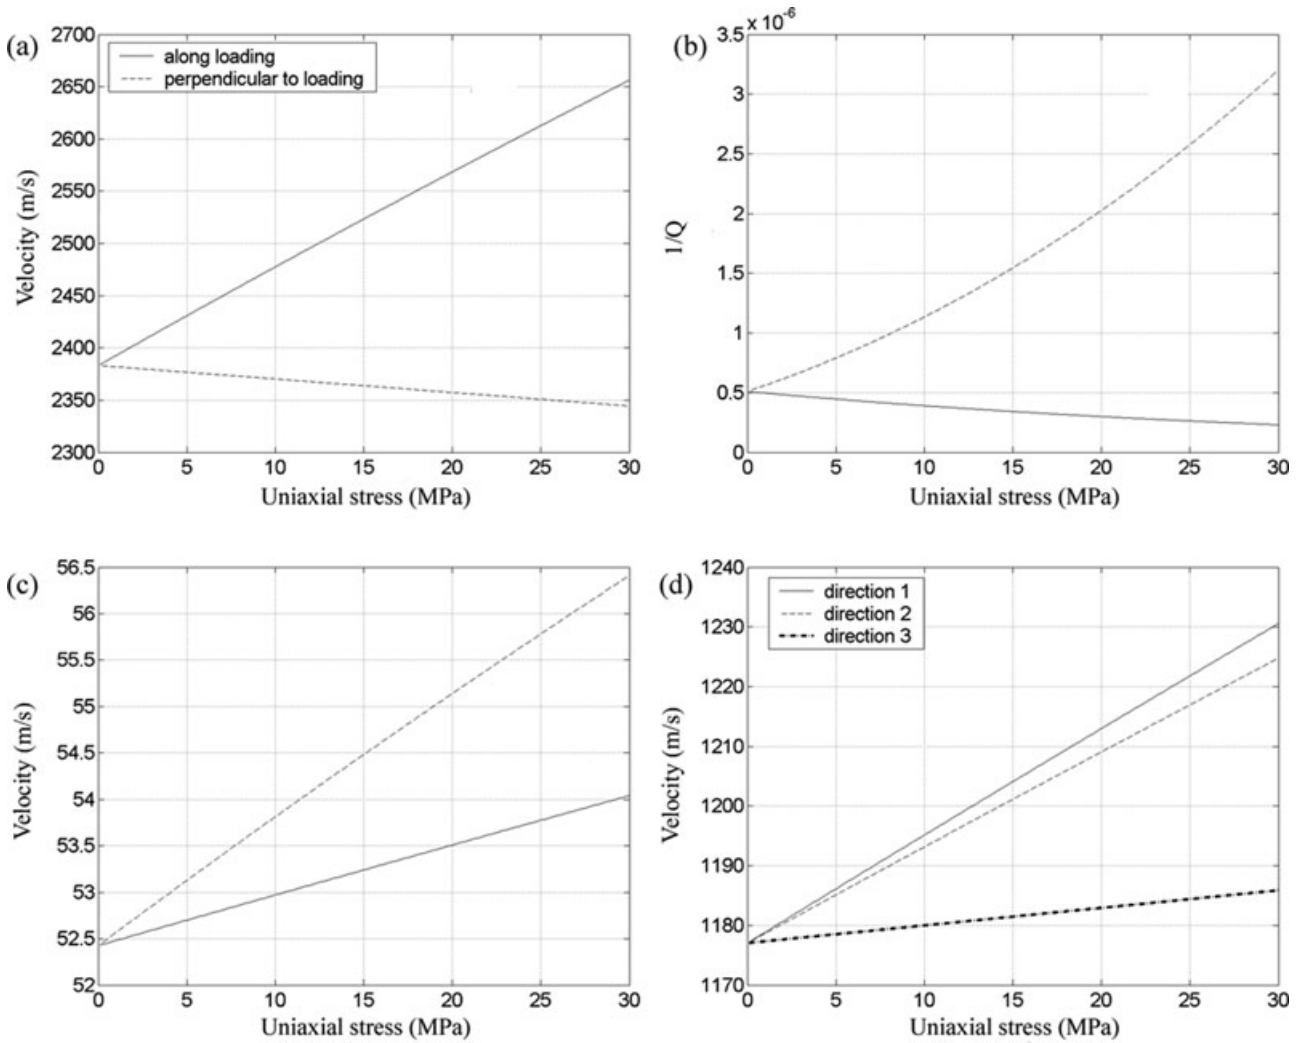 (a)
2700
2650
2600
2550
2500
2450
2400
2350
2300
Velocity (m/s)
along loading
perpendicular to loading
0 5 10 15 20 25 30
Uniaxial stress (MPa)
(b)
x 10⁻⁶
3.5
3
2.5
2
1.5
1
0.5
0
1/Q
0 5 10 15 20 25 30
Uniaxial stress (MPa)
(c)
56.5
56
55.5
55
54.5
54
53.5
53
52.5
52
Velocity (m/s)
0 5 10 15 20 25 30
Uniaxial stress (MPa)
(d)
1240
1230
1220
1210
1200
1190
1180
1170
Velocity (m/s)
direction 1
direction 2
direction 3
0 5 10 15 20 25 30
Uniaxial stress (MPa)